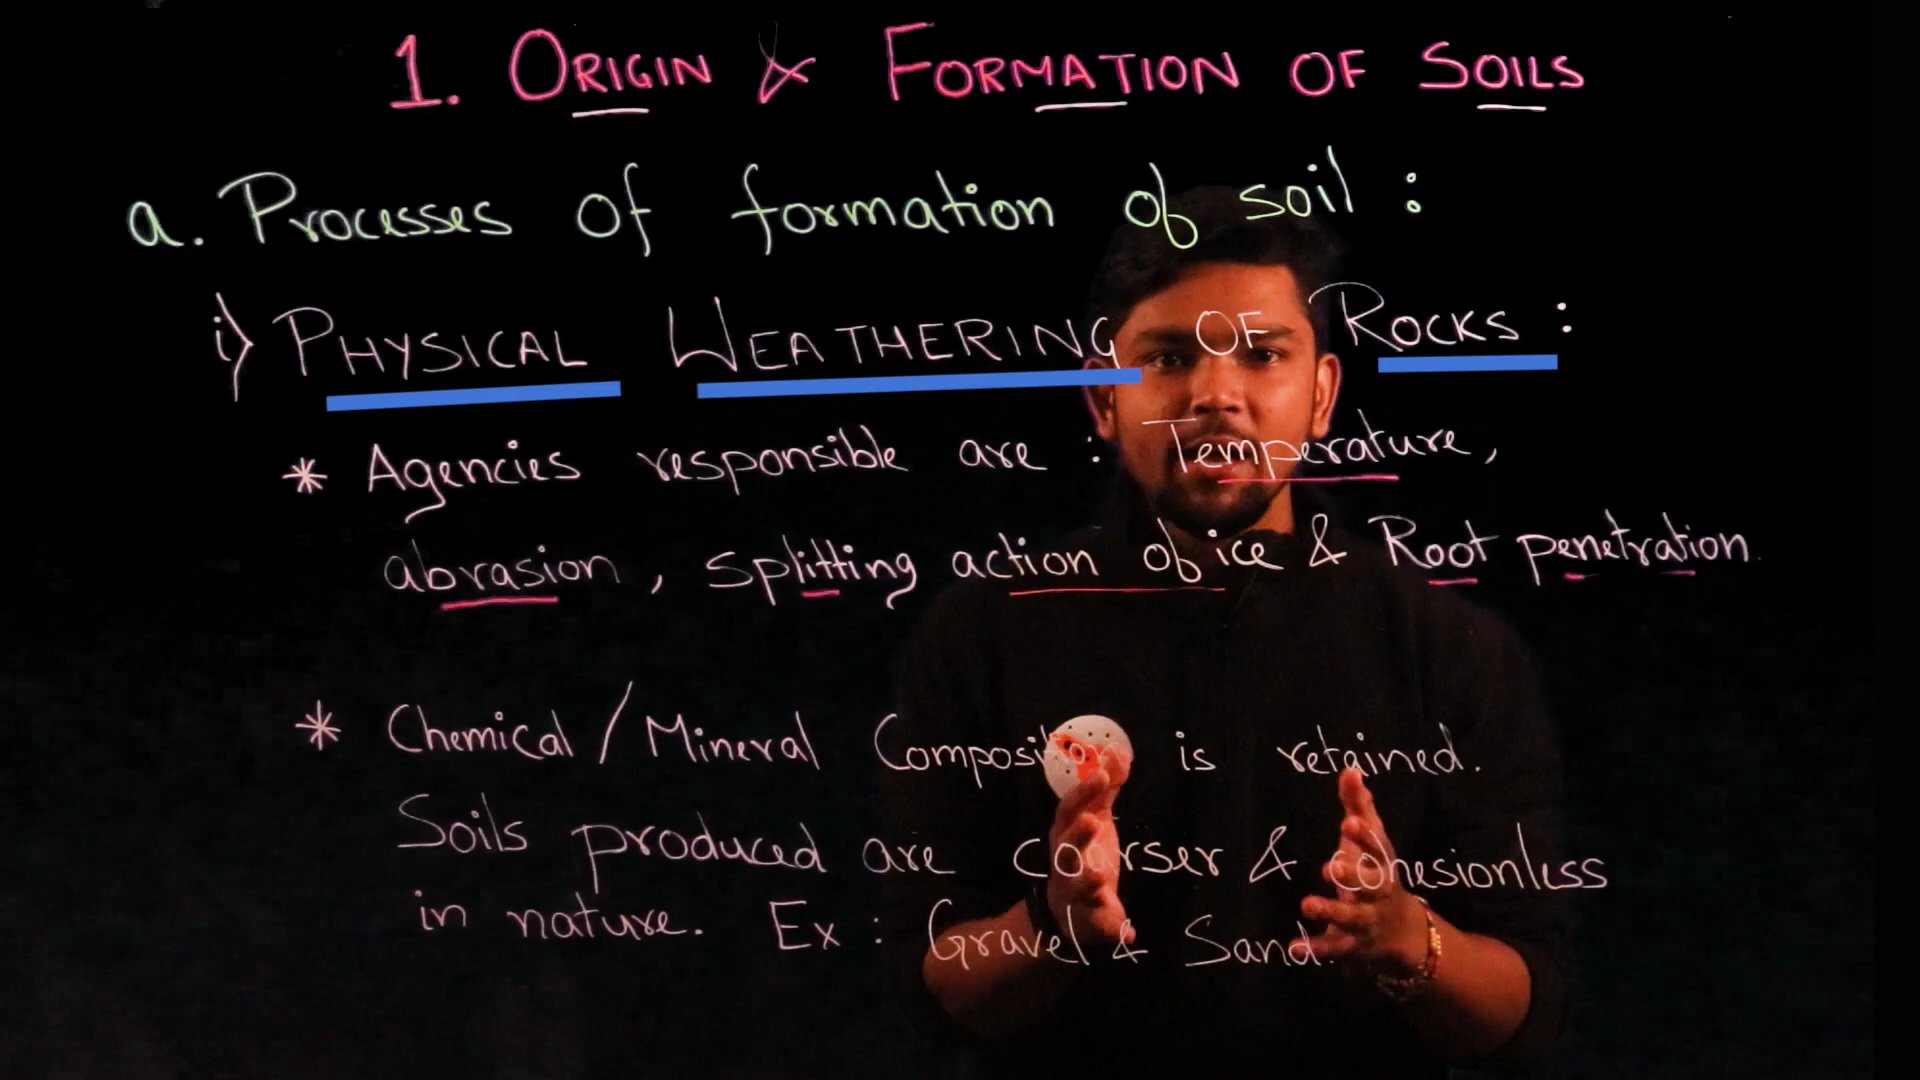 1. ORIGIN & FORMATION OF SOILS
a. Processes of formation of soil :
i) PHYSICAL WEATHERING OF ROCKS :
* Agencies responsible are : Temperature,
abrasion, splitting action of ice & Root penetration.
* Chemical / Mineral Composition is retained.
Soils produced are coarser & cohesionless
in nature. Ex : Gravel & Sand.